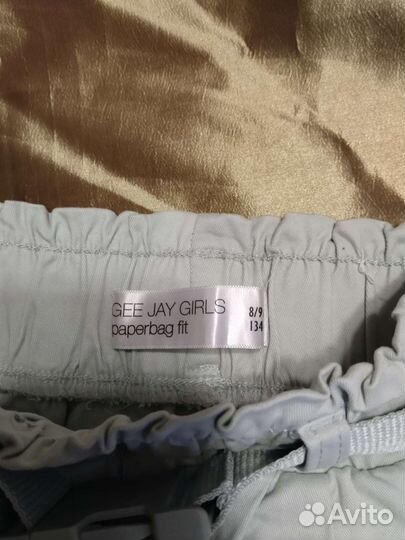 GEE JAY GIRLS 8/9
paperbag fit 134
Avito